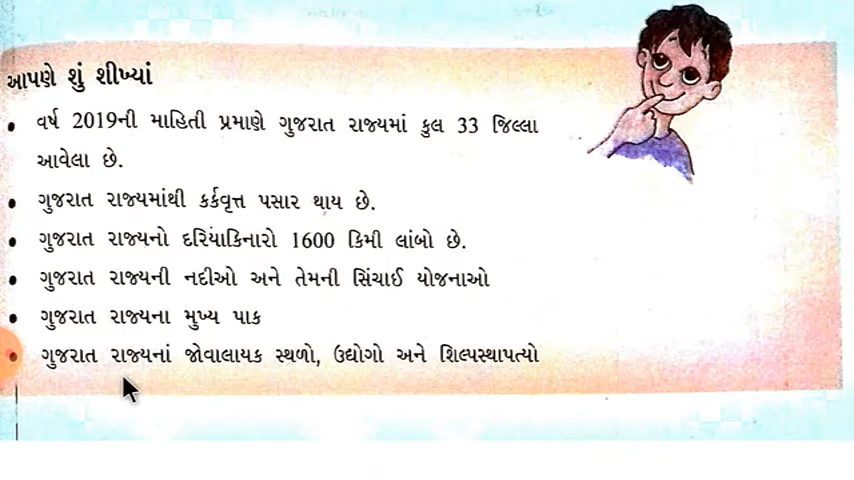 આપણે શું શીખ્યાં
• વર્ષ 2019ની માહિતી પ્રમાણે ગુજરાત રાજ્યમાં કુલ 33 જિલ્લા
આવેલા છે.
• ગુજરાત રાજ્યમાંથી કર્કવૃત્ત પસાર થાય છે.
• ગુજરાત રાજ્યનો દરિયાકિનારો 1600 કિમી લાંબો છે.
• ગુજરાત રાજ્યની નદીઓ અને તેમની સિંચાઈ યોજનાઓ
• ગુજરાત રાજ્યના મુખ્ય પાક
• ગુજરાત રાજ્યનાં જોવાલાયક સ્થળો, ઉદ્યોગો અને શિલ્પસ્થાપત્યો